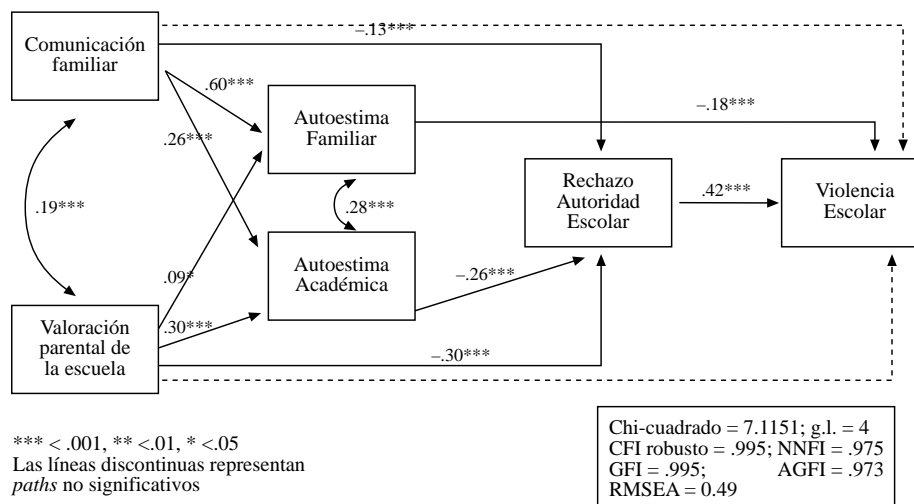 Comunicación
familiar
–.13***
.60***
Autoestima
Familiar
–.18***
.26***
Rechazo
Autoridad
Escolar
.42***
Violencia
Escolar
.19***
.28***
Autoestima
Académica
.09*
–.26***
Valoración
parental de
la escuela
.30***
–.30***
*** < .001, ** <.01, * <.05
Las líneas discontinuas representan
paths no significativos
Chi-cuadrado = 7.1151; g.l. = 4
CFI robusto = .995; NNFI = .975
GFI = .995; AGFI = .973
RMSEA = 0.49